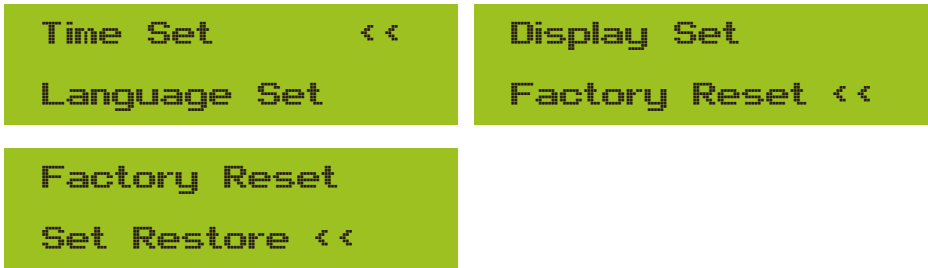 Time Set <<
Language Set
Display Set
Factory Reset <<
Factory Reset
Set Restore <<